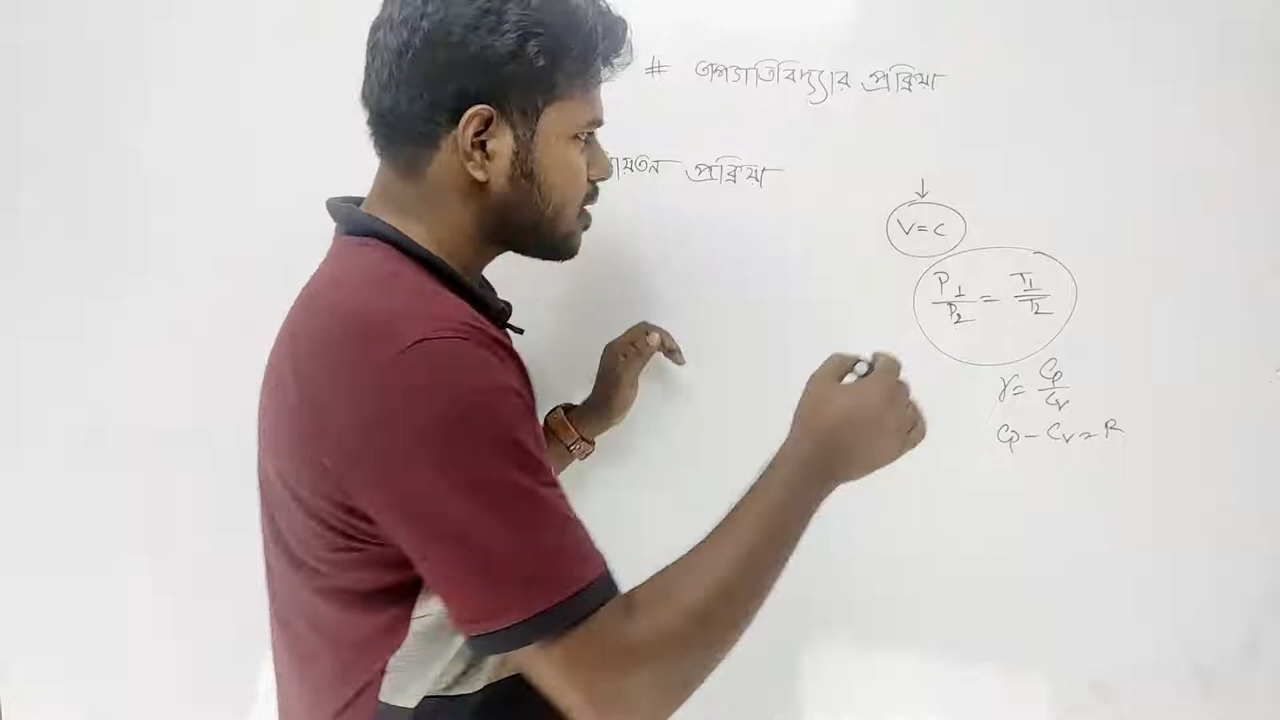 # তাপগতিবিদ্যার প্রক্রিয়া
প্রক্রিয়া
V = C
P1/P2 = T1/T2
γ = Cp/Cv
Cp - Cv = R